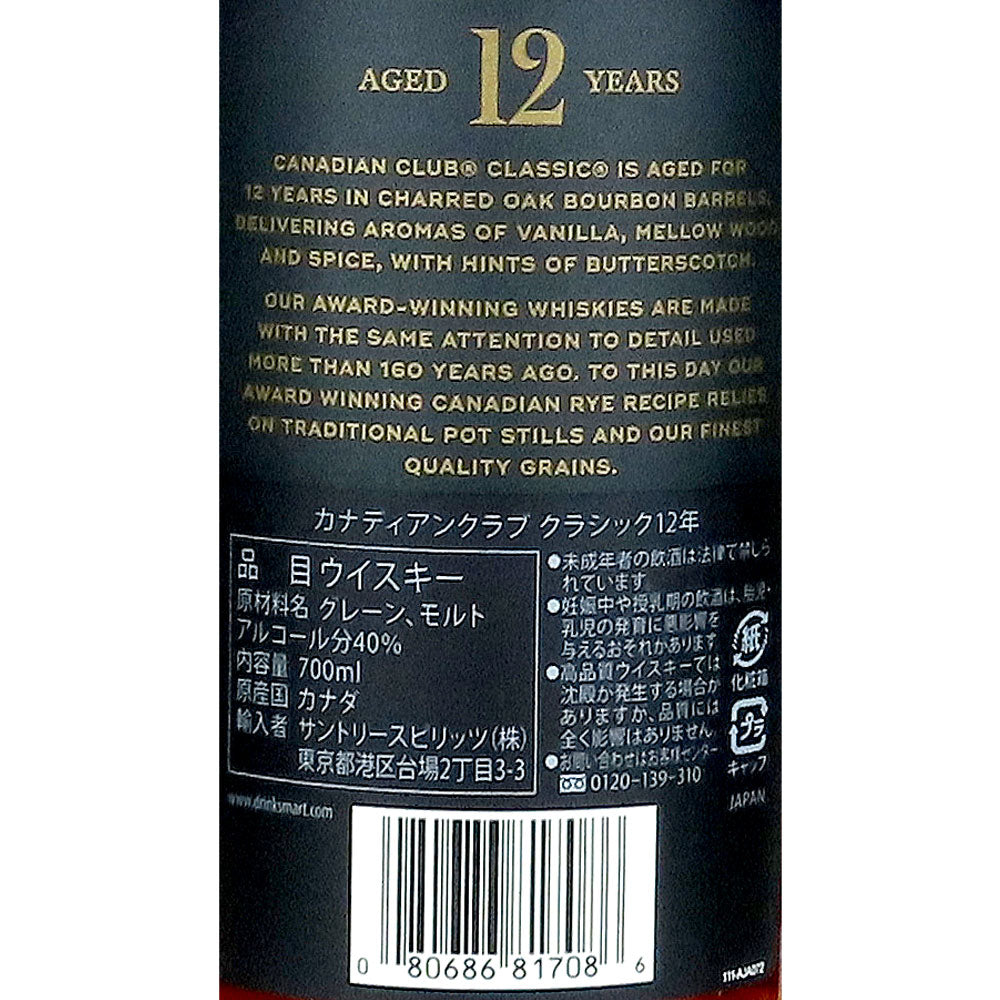 AGED 12 YEARS
CANADIAN CLUB® CLASSIC® IS AGED FOR
12 YEARS IN CHARRED OAK BOURBON BARRELS,
DELIVERING AROMAS OF VANILLA, MELLOW WOOD
AND SPICE, WITH HINTS OF BUTTERSCOTCH.
OUR AWARD-WINNING WHISKIES ARE MADE
WITH THE SAME ATTENTION TO DETAIL USED
MORE THAN 160 YEARS AGO. TO THIS DAY OUR
AWARD WINNING CANADIAN RYE RECIPE RELIES
ON TRADITIONAL POT STILLS AND OUR FINEST
QUALITY GRAINS.
カナディアンクラブ クラシック12年
品 目 ウイスキー
原材料名 グレーン、モルト
アルコール分40%
内容量 700ml
原産国 カナダ
輸入者 サントリースピリッツ(株)
東京都港区台場2丁目3-3
●未成年者の飲酒は法律で禁じら
れています
●妊娠中や授乳期の飲酒は、胎児・
乳児の発育に悪影響を
与えるおそれがあります
●高品質ウイスキーでは
沈殿が発生する場合が
ありますが、品質には
全く影響はありません
●お問い合わせはお客様センター
0120-139-310
紙
化粧箱
プラ
キャップ
JAPAN
www.drinksmart.com
0 80686 81708 6
111-AJA072